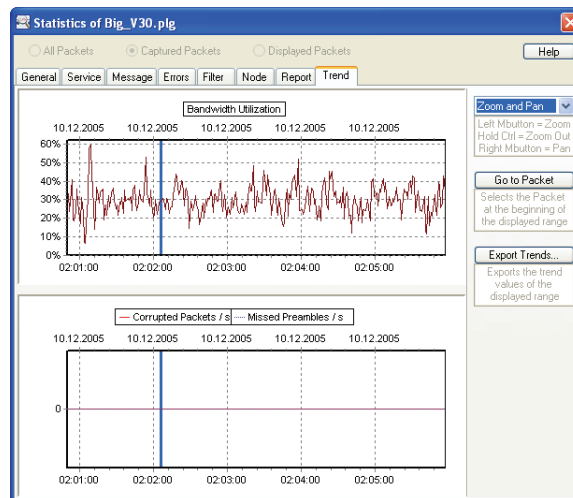 Statistics of Big_V30.plg
All Packets Captured Packets Displayed Packets Help
General Service Message Errors Filter Node Report Trend
Bandwidth Utilization
10.12.2005 10.12.2005 10.12.2005 10.12.2005 10.12.2005
60%
50%
40%
30%
20%
10%
0%
02:01:00 02:02:00 02:03:00 02:04:00 02:05:00
Corrupted Packets / s Missed Preambles / s
10.12.2005 10.12.2005 10.12.2005 10.12.2005 10.12.2005
0
02:01:00 02:02:00 02:03:00 02:04:00 02:05:00
Zoom and Pan
Left Mbutton = Zoom
Hold Ctrl = Zoom Out
Right Mbutton = Pan
Go to Packet
Selects the Packet
at the beginning of
the displayed range
Export Trends...
Exports the trend
values of the
displayed range